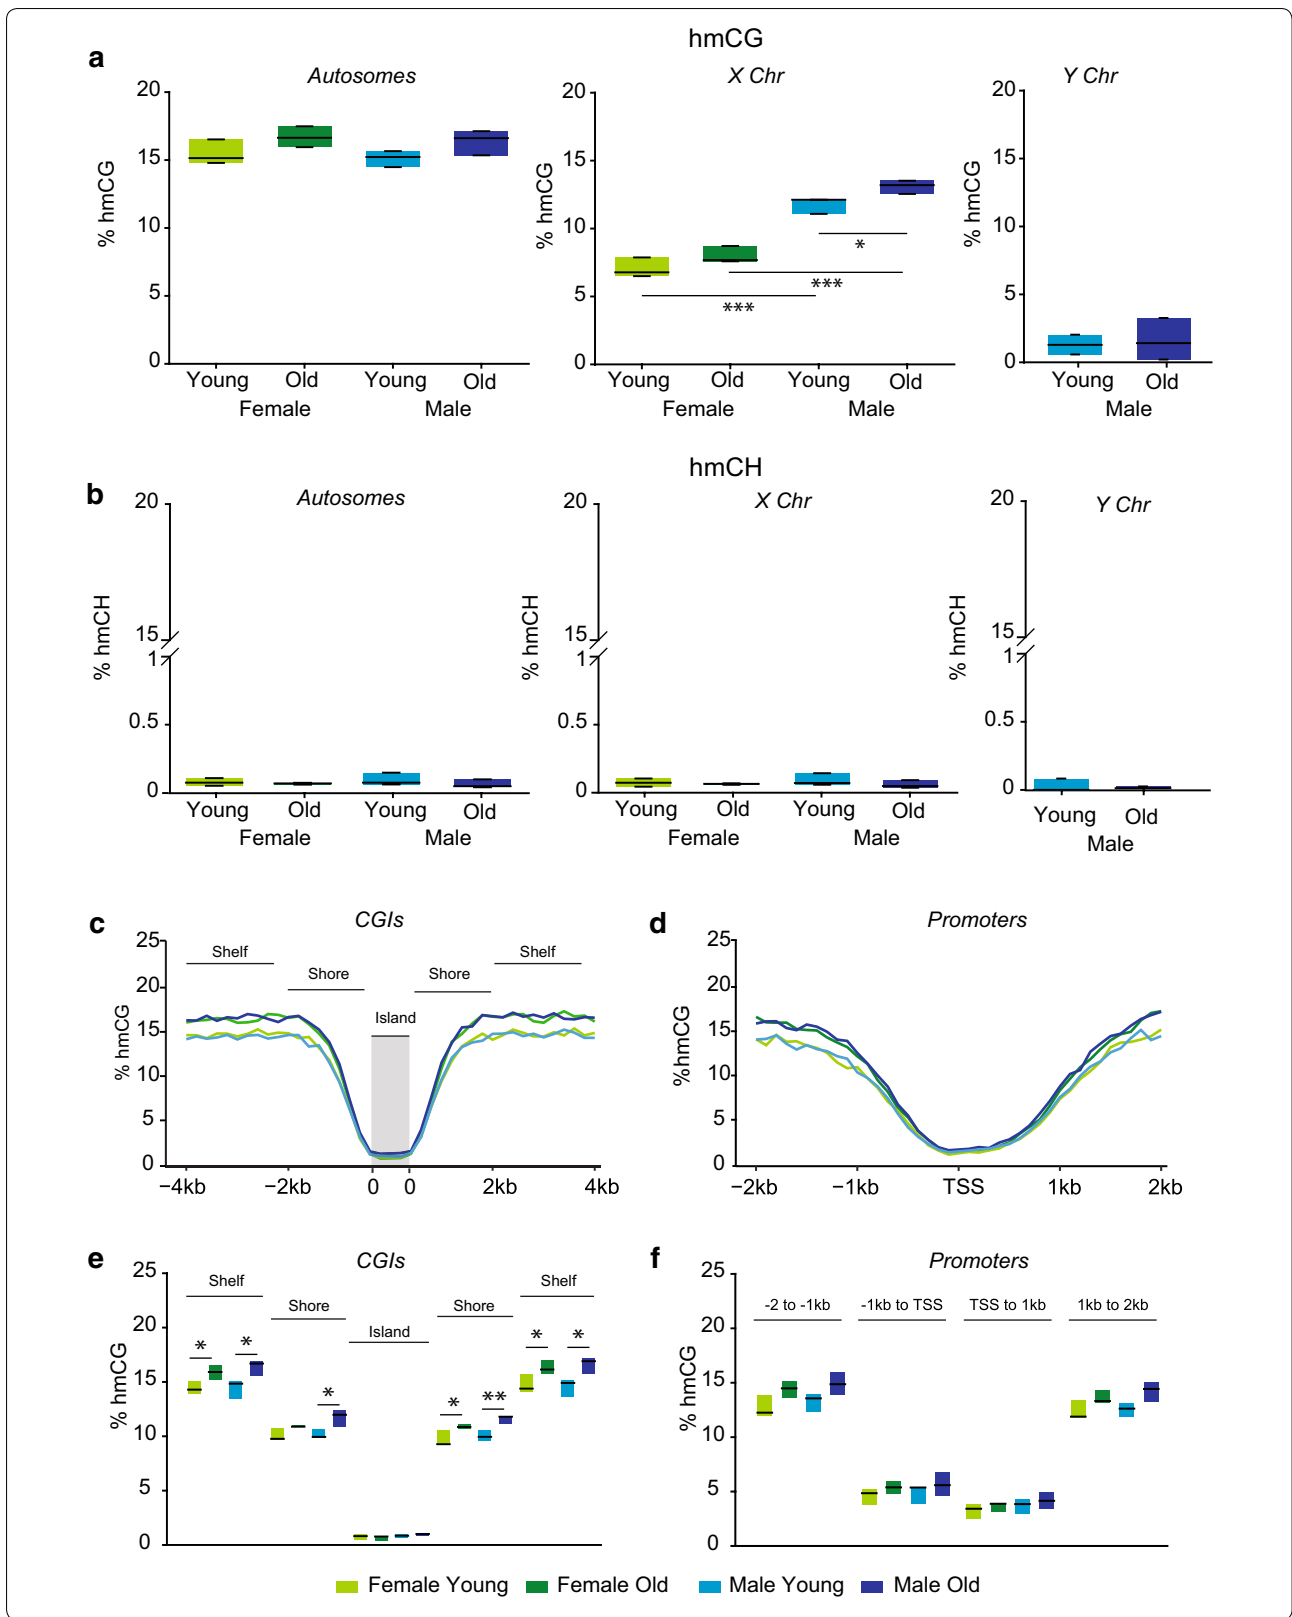 a
hmCG
Autosomes
X Chr
Y Chr
% hmCG
20
15
10
5
0
Young
Old
Young
Old
Female
Male
% hmCG
20
15
10
5
0
*
***
***
Young
Old
Young
Old
Female
Male
% hmCG
20
15
10
5
0
Young
Old
Male
b
hmCH
Autosomes
X Chr
Y Chr
% hmCH
20
15
1
0.5
0
Young
Old
Young
Old
Female
Male
% hmCH
20
15
1
0.5
0
Young
Old
Young
Old
Female
Male
% hmCH
20
15
1
0.5
0
Young
Old
Male
c
CGIs
% hmCG
25
20
15
10
5
0
Shelf
Shore
Island
Shore
Shelf
−4kb
−2kb
0
0
2kb
4kb
d
Promoters
%hmCG
25
20
15
10
5
0
−2kb
−1kb
TSS
1kb
2kb
e
CGIs
% hmCG
25
20
15
10
5
0
Shelf
Shore
Island
Shore
Shelf
*
*
*
*
**
*
*
f
Promoters
% hmCG
25
20
15
10
5
0
-2 to -1kb
-1kb to TSS
TSS to 1kb
1kb to 2kb
Female Young
Female Old
Male Young
Male Old